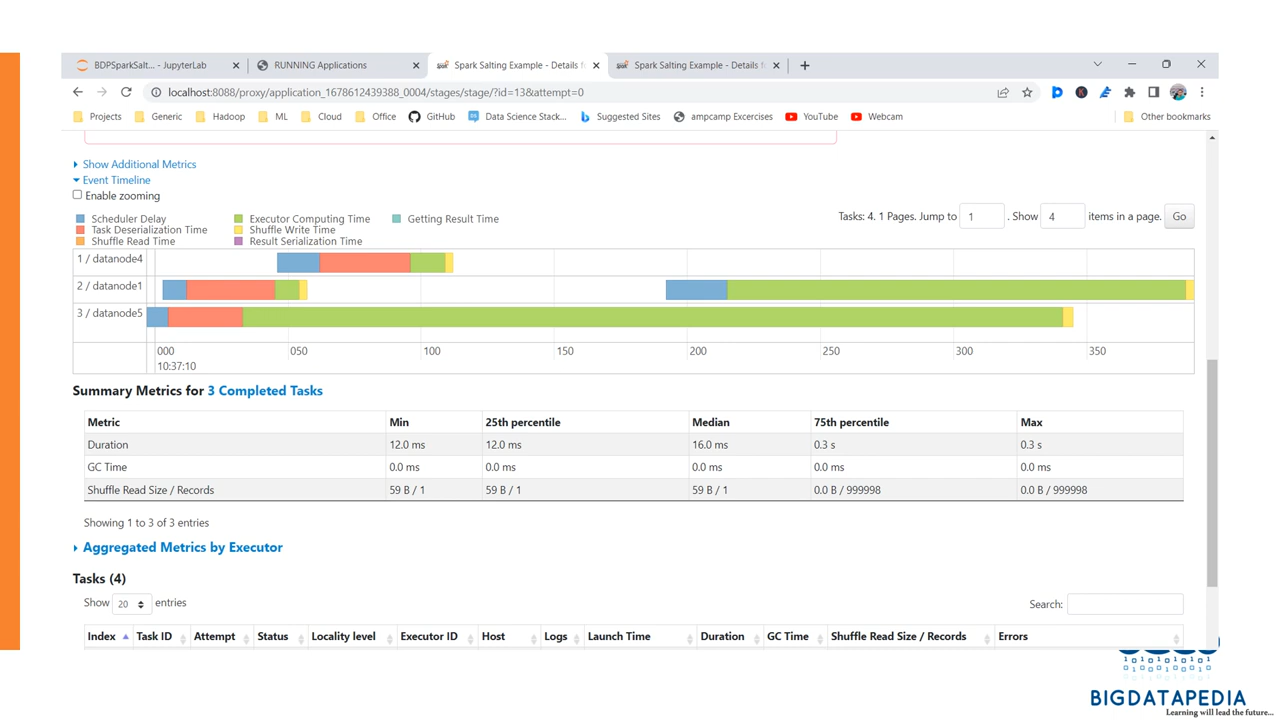 BDPSparkSalt... - JupyterLab
RUNNING Applications
Spark Salting Example - Details f
Spark Salting Example - Details f
localhost:8088/proxy/application_1678612439388_0004/stages/stage/?id=13&attempt=0
Projects Generic Hadoop ML Cloud Office GitHub Data Science Stack... Suggested Sites ampcamp Exercises YouTube Webcam Other bookmarks
Show Additional Metrics
Event Timeline
Enable zooming
Scheduler Delay Executor Computing Time Getting Result Time
Task Deserialization Time Shuffle Write Time
Shuffle Read Time Result Serialization Time
Tasks: 4. 1 Pages. Jump to 1 . Show 4 items in a page. Go
1 / datanode4
2 / datanode1
3 / datanode5
000 050 100 150 200 250 300 350
10:37:10
Summary Metrics for 3 Completed Tasks
Metric Min 25th percentile Median 75th percentile Max
Duration 12.0 ms 12.0 ms 16.0 ms 0.3 s 0.3 s
GC Time 0.0 ms 0.0 ms 0.0 ms 0.0 ms 0.0 ms
Shuffle Read Size / Records 59 B / 1 59 B / 1 59 B / 1 0.0 B / 999998 0.0 B / 999998
Showing 1 to 3 of 3 entries
Aggregated Metrics by Executor
Tasks (4)
Show 20 entries
Search:
Index Task ID Attempt Status Locality level Executor ID Host Logs Launch Time Duration GC Time Shuffle Read Size / Records Errors
BIGDATAPEDIA
Learning will lead the future...